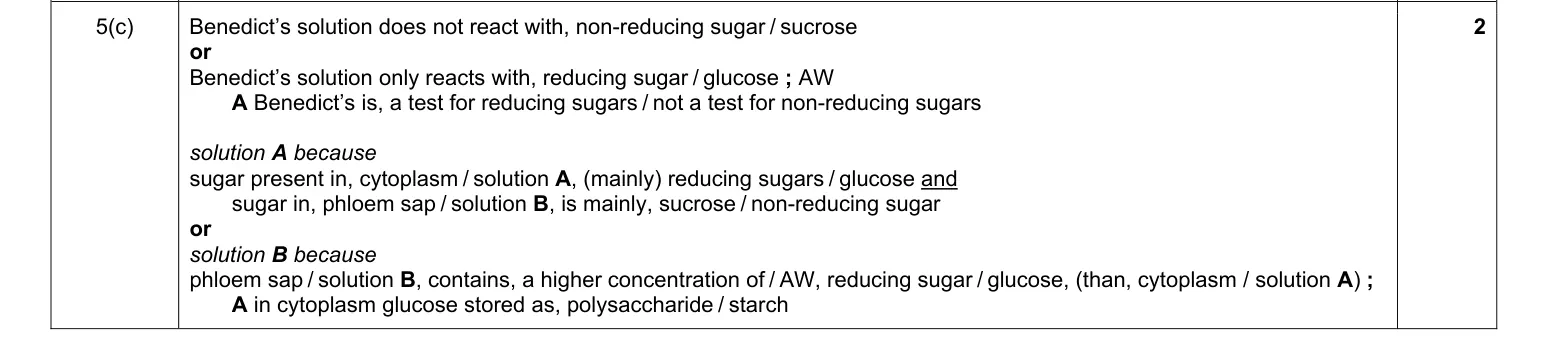 5(c)
Benedict’s solution does not react with, non-reducing sugar / sucrose
2
or
Benedict’s solution only reacts with, reducing sugar / glucose ; AW
A Benedict’s is, a test for reducing sugars / not a test for non-reducing sugars
solution A because
sugar present in, cytoplasm / solution A, (mainly) reducing sugars / glucose and
sugar in, phloem sap / solution B, is mainly, sucrose / non-reducing sugar
or
solution B because
phloem sap / solution B, contains, a higher concentration of / AW, reducing sugar / glucose, (than, cytoplasm / solution A) ;
A in cytoplasm glucose stored as, polysaccharide / starch